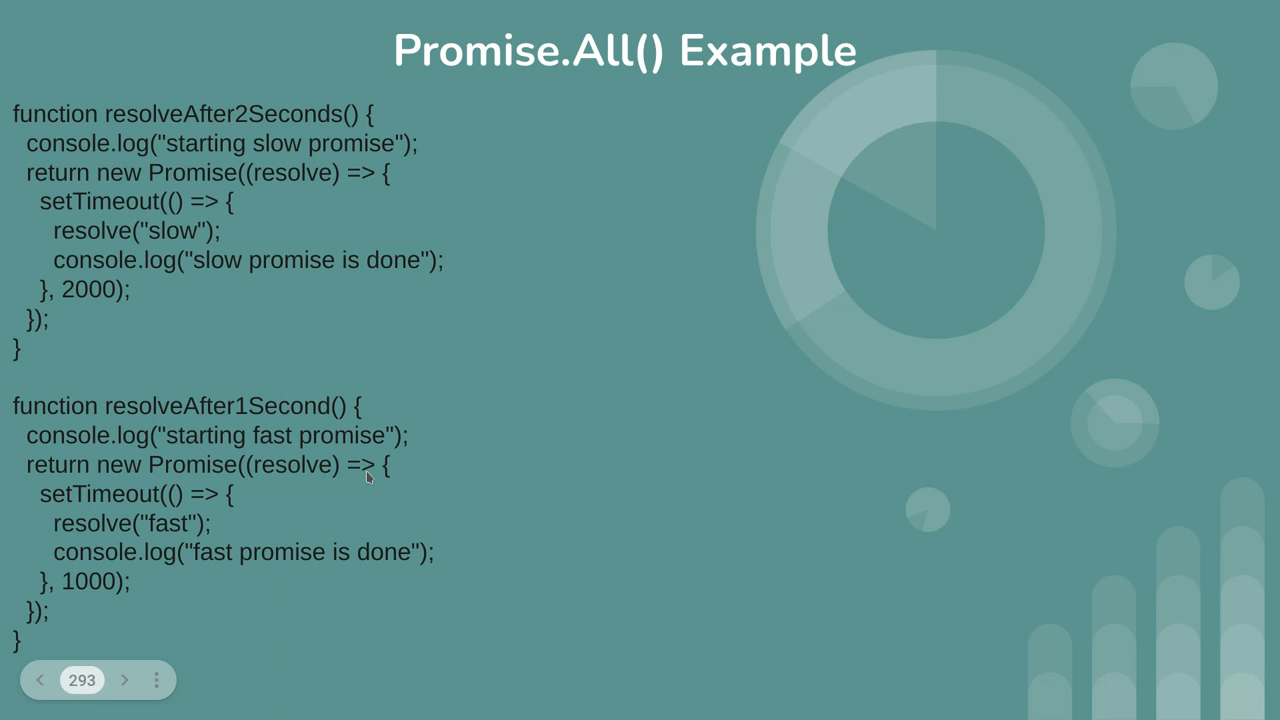 Promise.All() Example
function resolveAfter2Seconds() {
  console.log("starting slow promise");
  return new Promise((resolve) => {
    setTimeout(() => {
      resolve("slow");
      console.log("slow promise is done");
    }, 2000);
  });
}

function resolveAfter1Second() {
  console.log("starting fast promise");
  return new Promise((resolve) => {
    setTimeout(() => {
      resolve("fast");
      console.log("fast promise is done");
    }, 1000);
  });
}
293